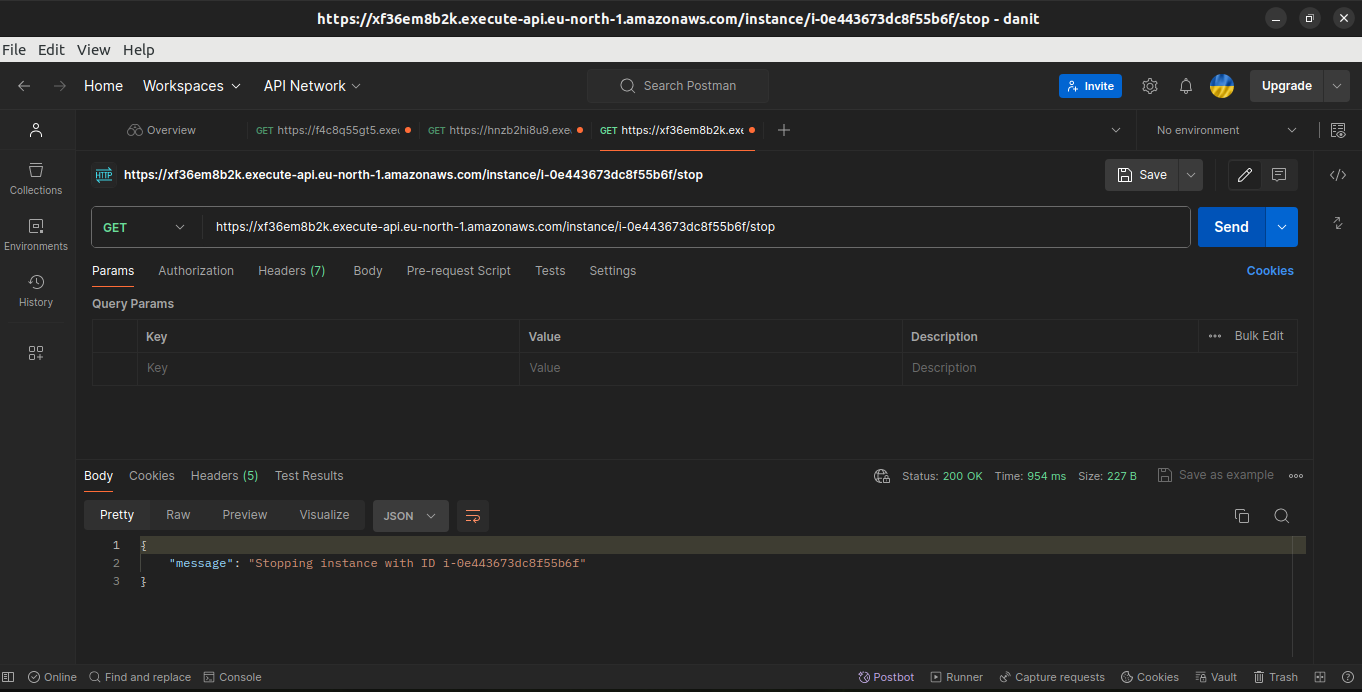 https://xf36em8b2k.execute-api.eu-north-1.amazonaws.com/instance/i-0e443673dc8f55b6f/stop - danit
File Edit View Help
Home Workspaces API Network Search Postman Invite Upgrade
Overview GET https://f4c8q55gt5.exec GET https://hnzb2hi8u9.exe GET https://xf36em8b2k.exe No environment
HTTP https://xf36em8b2k.execute-api.eu-north-1.amazonaws.com/instance/i-0e443673dc8f55b6f/stop Save
Collections
GET https://xf36em8b2k.execute-api.eu-north-1.amazonaws.com/instance/i-0e443673dc8f55b6f/stop Send
Environments
Params Authorization Headers (7) Body Pre-request Script Tests Settings Cookies
History
Query Params
Key Value Description Bulk Edit
Key Value Description
Body Cookies Headers (5) Test Results Status: 200 OK Time: 954 ms Size: 227 B Save as example
Pretty Raw Preview Visualize JSON
1 {
2 "message": "Stopping instance with ID i-0e443673dc8f55b6f"
3 }
Online Find and replace Console Postbot Runner Capture requests Cookies Vault Trash